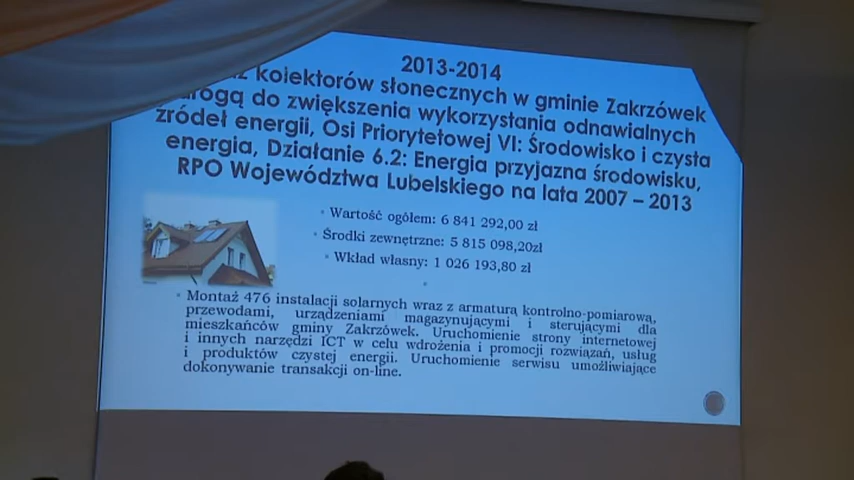 2013-2014
kolektorów słonecznych w gminie Zakrzówek
drogą do zwiększenia wykorzystania odnawialnych
źródeł energii, Osi Priorytetowej VI: Środowisko i czysta
energia, Działanie 6.2: Energia przyjazna środowisku,
RPO Województwa Lubelskiego na lata 2007 – 2013
• Wartość ogółem: 6 841 292,00 zł
• Środki zewnętrzne: 5 815 098,20zł
• Wkład własny: 1 026 193,80 zł
• Montaż 476 instalacji solarnych wraz z armaturą kontrolno-pomiarową,
przewodami, urządzeniami magazynującymi i sterującymi dla
mieszkańców gminy Zakrzówek. Uruchomienie strony internetowej
i innych narzędzi ICT w celu wdrożenia i promocji rozwiązań, usług
i produktów czystej energii. Uruchomienie serwisu umożliwiające
dokonywanie transakcji on-line.